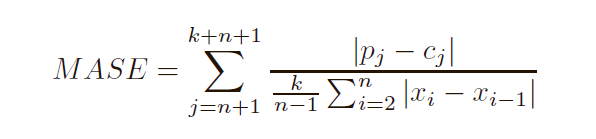 MASE = \sum_{j=n+1}^{k+n+1} \frac{|p_j - c_j|}{\frac{k}{n-1} \sum_{i=2}^{n} |x_i - x_{i-1}|}